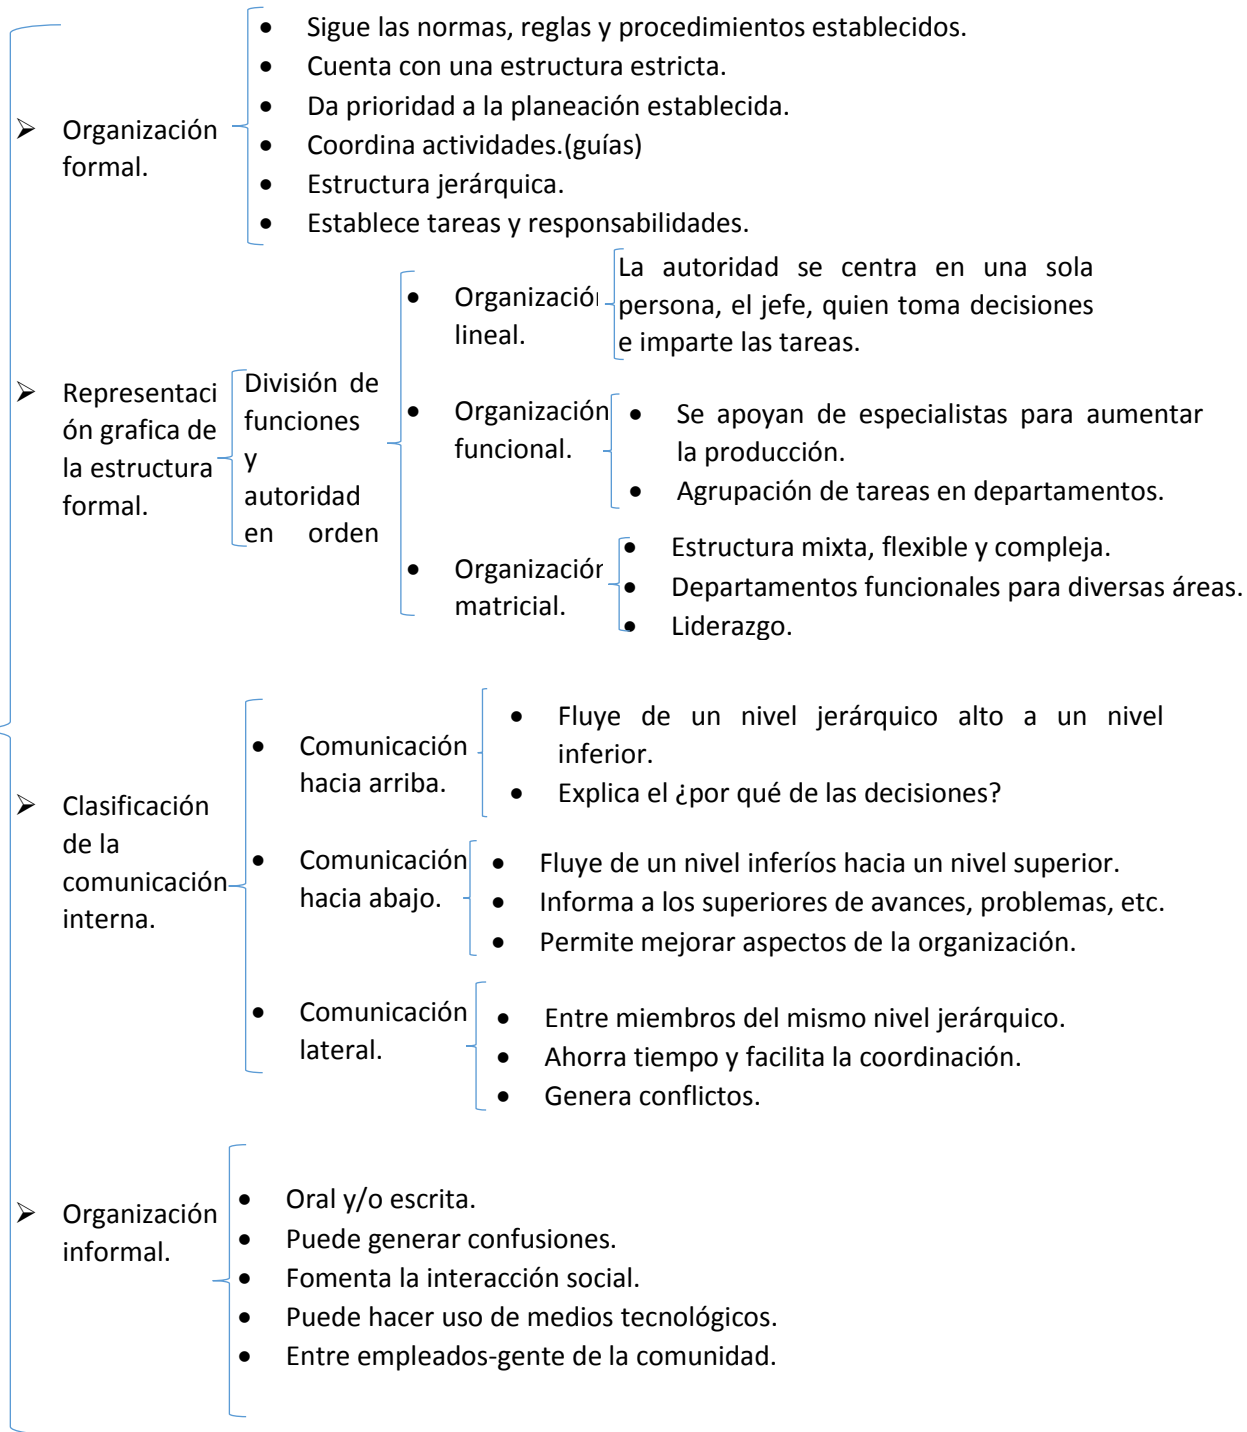 Sigue las normas, reglas y procedimientos establecidos.
Cuenta con una estructura estricta.
Da prioridad a la planeación establecida.
Coordina actividades.(guías)
Estructura jerárquica.
Establece tareas y responsabilidades.
Organización
formal.
Representaci
ón grafica de
la estructura
formal.
División de
funciones
y
autoridad
en orden
Organización
lineal.
La autoridad se centra en una sola
persona, el jefe, quien toma decisiones
e imparte las tareas.
Organización
funcional.
Se apoyan de especialistas para aumentar
la producción.
Agrupación de tareas en departamentos.
Organización
matricial.
Estructura mixta, flexible y compleja.
Departamentos funcionales para diversas áreas.
Liderazgo.
Clasificación
de la
comunicación
interna.
Comunicación
hacia arriba.
Fluye de un nivel jerárquico alto a un nivel
inferior.
Explica el ¿por qué de las decisiones?
Comunicación
hacia abajo.
Fluye de un nivel inferíos hacia un nivel superior.
Informa a los superiores de avances, problemas, etc.
Permite mejorar aspectos de la organización.
Comunicación
lateral.
Entre miembros del mismo nivel jerárquico.
Ahorra tiempo y facilita la coordinación.
Genera conflictos.
Organización
informal.
Oral y/o escrita.
Puede generar confusiones.
Fomenta la interacción social.
Puede hacer uso de medios tecnológicos.
Entre empleados-gente de la comunidad.